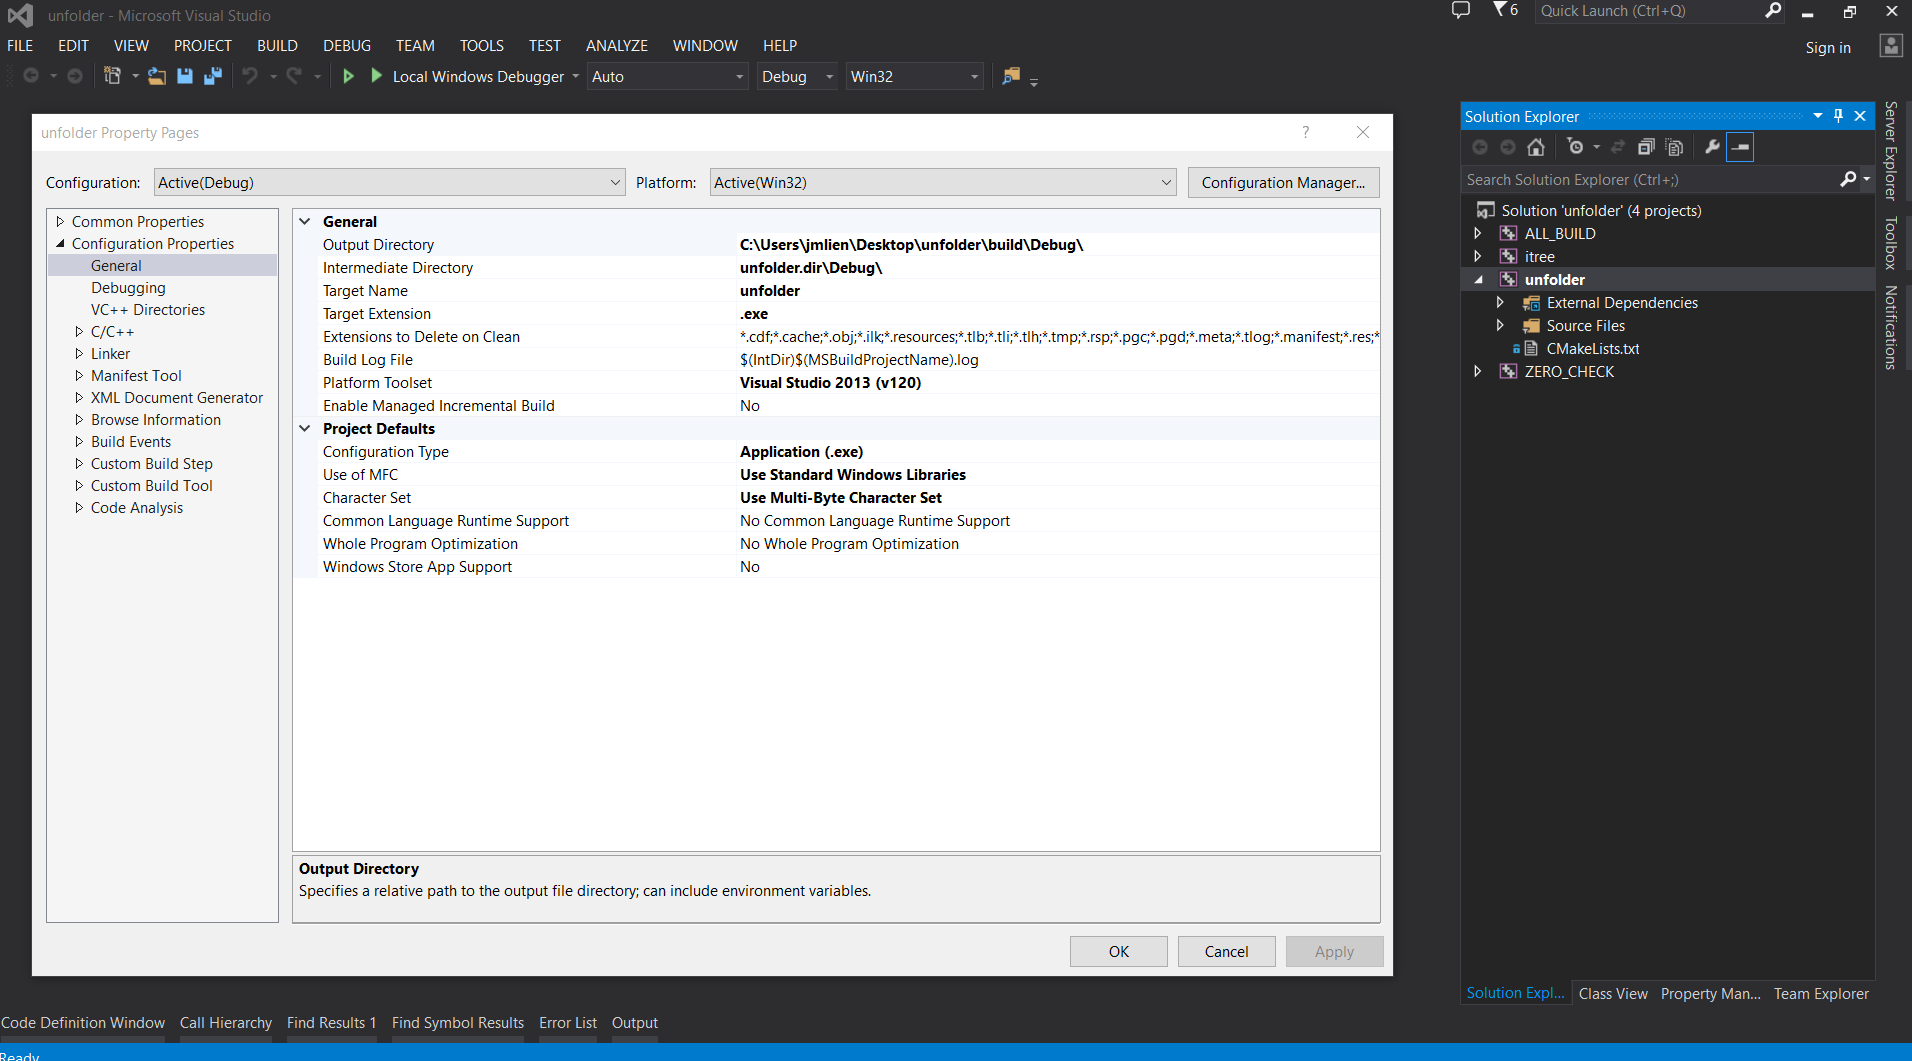 unfolder - Microsoft Visual Studio
6
Quick Launch (Ctrl+Q)
FILE EDIT VIEW PROJECT BUILD DEBUG TEAM TOOLS TEST ANALYZE WINDOW HELP
Sign in
Local Windows Debugger Auto Debug Win32
unfolder Property Pages
?
Configuration: Active(Debug) Platform: Active(Win32) Configuration Manager...
Common Properties
Configuration Properties
General
Debugging
VC++ Directories
C/C++
Linker
Manifest Tool
XML Document Generator
Browse Information
Build Events
Custom Build Step
Custom Build Tool
Code Analysis
General
Output Directory C:\Users\jmlien\Desktop\unfolder\build\Debug\
Intermediate Directory unfolder.dir\Debug\
Target Name unfolder
Target Extension .exe
Extensions to Delete on Clean *.cdf;*.cache;*.obj;*.ilk;*.resources;*.tlb;*.tli;*.tlh;*.tmp;*.rsp;*.pgc;*.pgd;*.meta;*.tlog;*.manifest;*.res;*
Build Log File $(IntDir)$(MSBuildProjectName).log
Platform Toolset Visual Studio 2013 (v120)
Enable Managed Incremental Build No
Project Defaults
Configuration Type Application (.exe)
Use of MFC Use Standard Windows Libraries
Character Set Use Multi-Byte Character Set
Common Language Runtime Support No Common Language Runtime Support
Whole Program Optimization No Whole Program Optimization
Windows Store App Support No
Output Directory
Specifies a relative path to the output file directory; can include environment variables.
OK Cancel Apply
Solution Explorer
Search Solution Explorer (Ctrl+;)
Solution 'unfolder' (4 projects)
ALL_BUILD
itree
unfolder
External Dependencies
Source Files
CMakeLists.txt
ZERO_CHECK
Solution Expl... Class View Property Man... Team Explorer
Server Explorer
Toolbox
Notifications
Code Definition Window Call Hierarchy Find Results 1 Find Symbol Results Error List Output
Ready